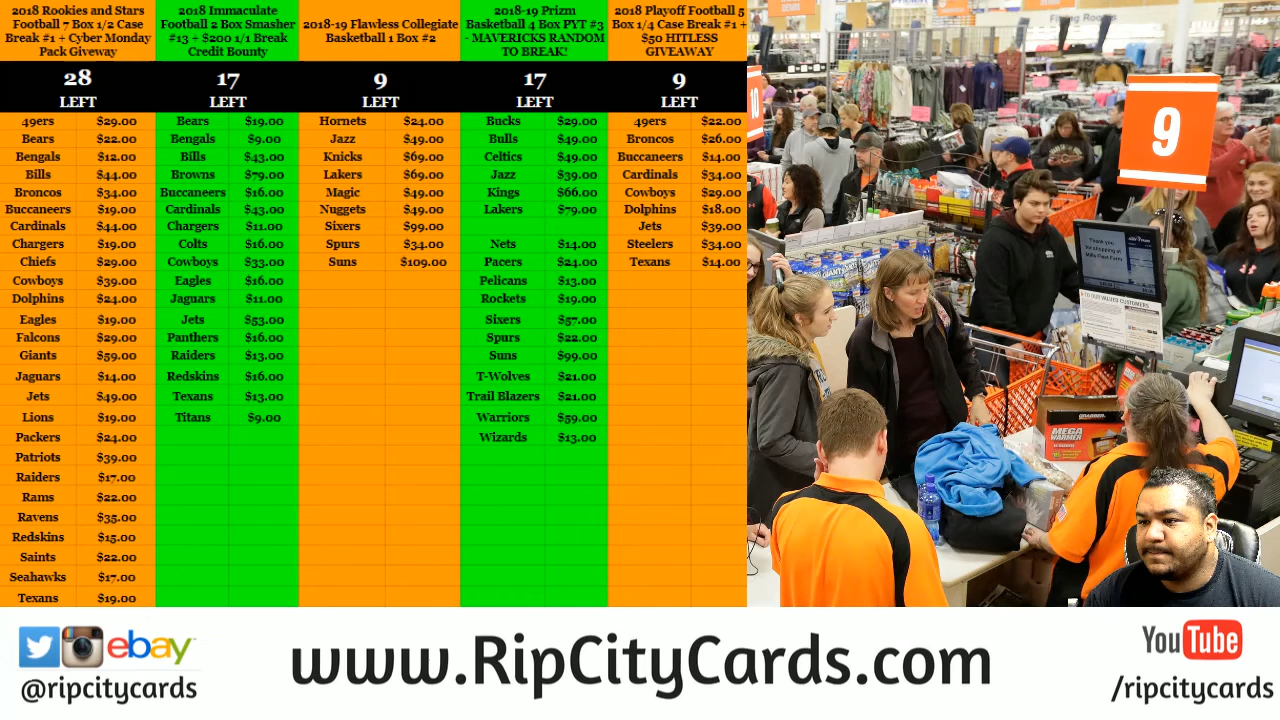 2018 Rookies and Stars
Football 7 Box 1/2 Case
Break #1 + Cyber Monday
Pack Giveway
28
LEFT
49ers $29.00
Bears $22.00
Bengals $12.00
Bills $44.00
Broncos $34.00
Buccaneers $19.00
Cardinals $44.00
Chargers $19.00
Chiefs $29.00
Cowboys $39.00
Dolphins $24.00
Eagles $19.00
Falcons $29.00
Giants $59.00
Jaguars $14.00
Jets $49.00
Lions $19.00
Packers $24.00
Patriots $39.00
Raiders $17.00
Rams $22.00
Ravens $35.00
Redskins $15.00
Saints $22.00
Seahawks $17.00
Texans $19.00
2018 Immaculate
Football 2 Box Smasher
#13 + $200 1/1 Break
Credit Bounty
17
LEFT
Bears $19.00
Bengals $9.00
Bills $43.00
Browns $79.00
Buccaneers $16.00
Cardinals $43.00
Chargers $11.00
Colts $16.00
Cowboys $33.00
Eagles $16.00
Jaguars $11.00
Jets $53.00
Panthers $16.00
Raiders $13.00
Redskins $16.00
Texans $13.00
Titans $9.00
2018-19 Flawless Collegiate
Basketball 1 Box #2
9
LEFT
Hornets $24.00
Jazz $49.00
Knicks $69.00
Lakers $69.00
Magic $49.00
Nuggets $49.00
Sixers $99.00
Spurs $34.00
Suns $109.00
2018-19 Prizm
Basketball 4 Box PYT #3
- MAVERICKS RANDOM
TO BREAK!
17
LEFT
Bucks $29.00
Bulls $49.00
Celtics $49.00
Jazz $39.00
Kings $66.00
Lakers $79.00
Nets $14.00
Pacers $24.00
Pelicans $13.00
Rockets $19.00
Sixers $57.00
Spurs $22.00
Suns $99.00
T-Wolves $21.00
Trail Blazers $21.00
Warriors $59.00
Wizards $13.00
2018 Playoff Football 5
Box 1/4 Case Break #1 +
$50 HITLESS
GIVEAWAY
9
LEFT
49ers $22.00
Broncos $26.00
Buccaneers $14.00
Cardinals $34.00
Cowboys $29.00
Dolphins $18.00
Jets $39.00
Steelers $34.00
Texans $14.00
10
9
Thank you
for shopping at
Mills Fleet Farm
TO OUR VALUED CUSTOMERS
GRABBER
MEGA
WARMER
ebay
@ripcitycards
www.RipCityCards.com
YouTube
/ripcitycards